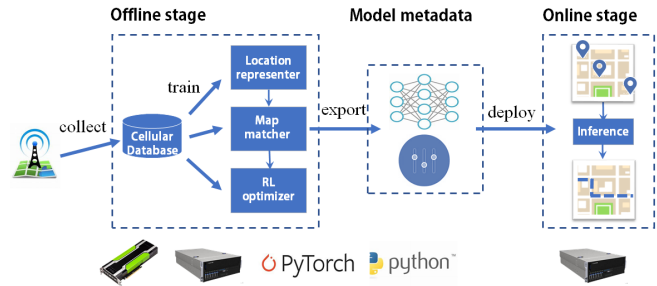 Offline stage
Model metadata
Online stage
Location
representer
train
collect
Cellular
Database
Map
matcher
export
deploy
Inference
RL
optimizer
PyTorch
python™